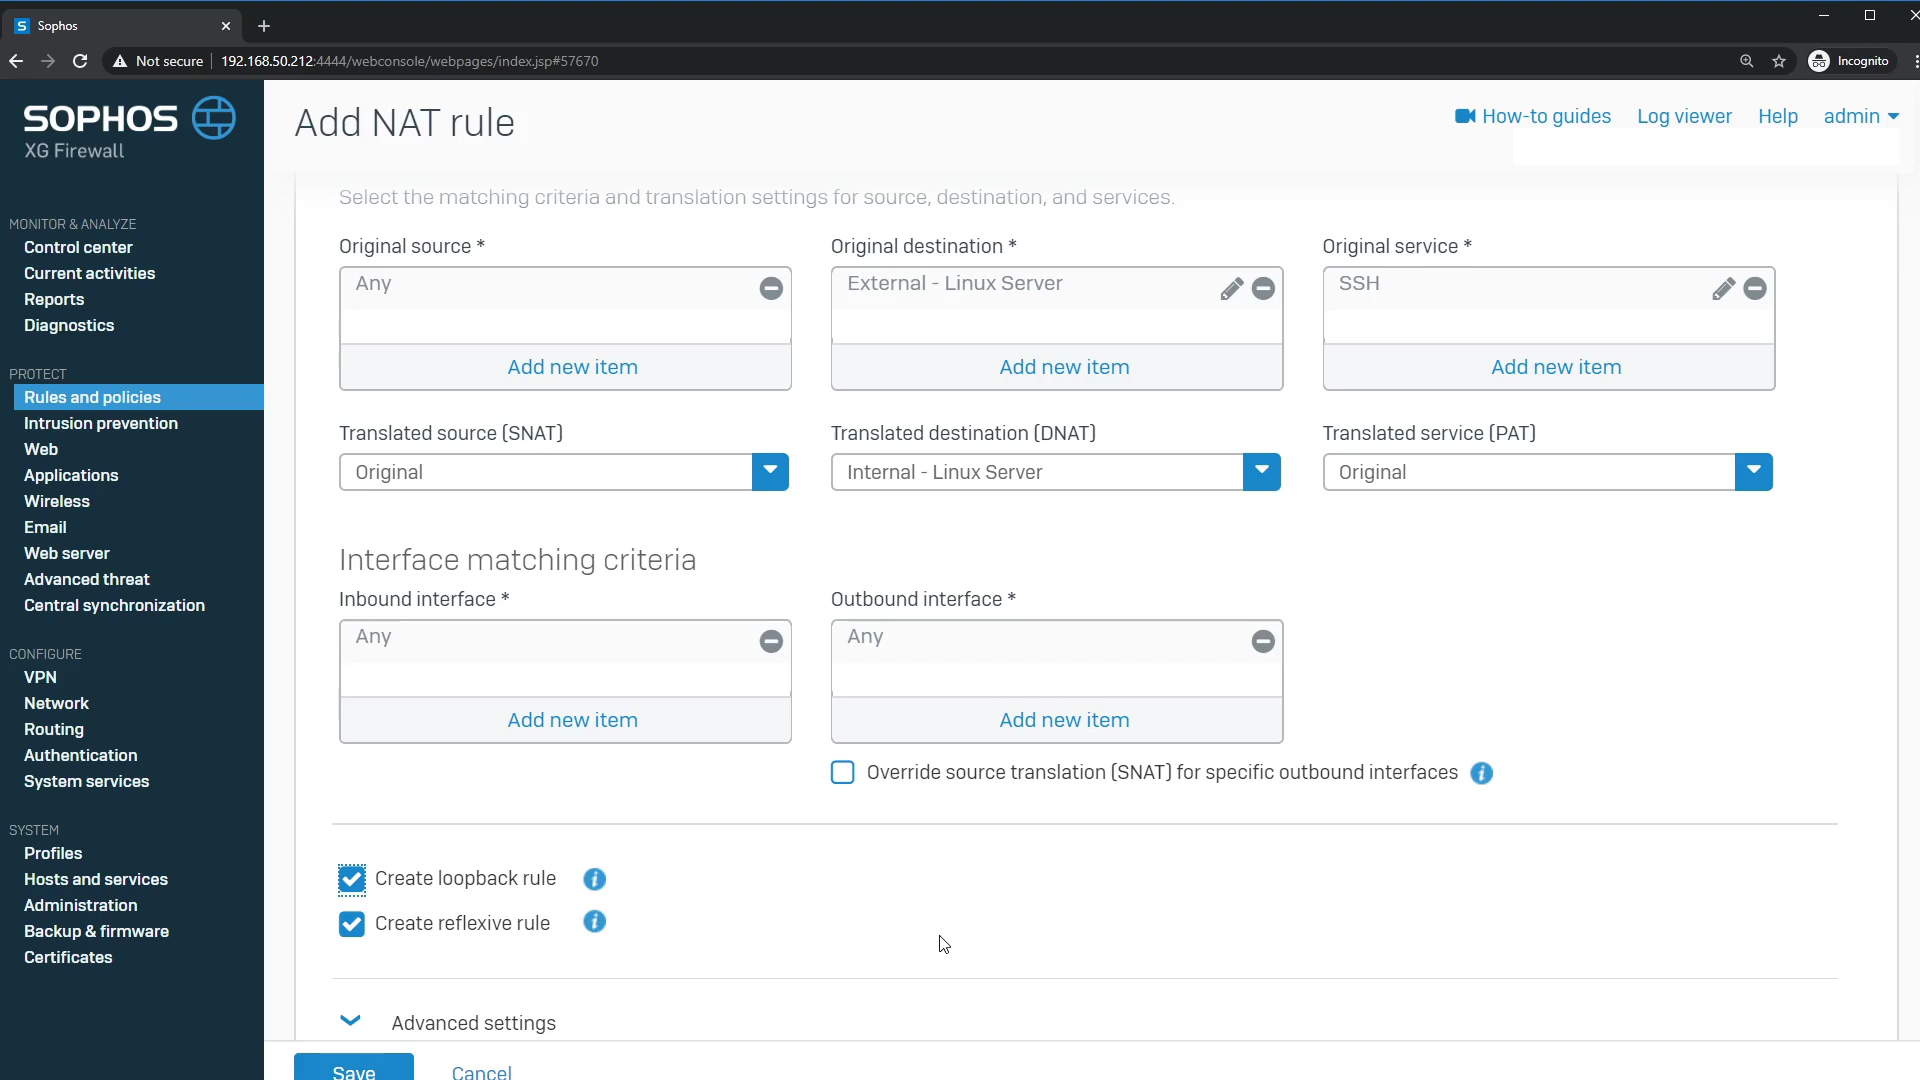 Sophos
Not secure
192.168.50.212:4444/webconsole/webpages/index.jsp#57670
Incognito
SOPHOS
XG Firewall
Add NAT rule
How-to guides
Log viewer
Help
admin
MONITOR & ANALYZE
Control center
Current activities
Reports
Diagnostics
PROTECT
Rules and policies
Intrusion prevention
Web
Applications
Wireless
Email
Web server
Advanced threat
Central synchronization
CONFIGURE
VPN
Network
Routing
Authentication
System services
SYSTEM
Profiles
Hosts and services
Administration
Backup & firmware
Certificates
Select the matching criteria and translation settings for source, destination, and services.
Original source *
Any
Add new item
Original destination *
External - Linux Server
Add new item
Original service *
SSH
Add new item
Translated source (SNAT)
Original
Translated destination (DNAT)
Internal - Linux Server
Translated service (PAT)
Original
Interface matching criteria
Inbound interface *
Any
Add new item
Outbound interface *
Any
Add new item
Override source translation (SNAT) for specific outbound interfaces
Create loopback rule
Create reflexive rule
Advanced settings
Save
Cancel